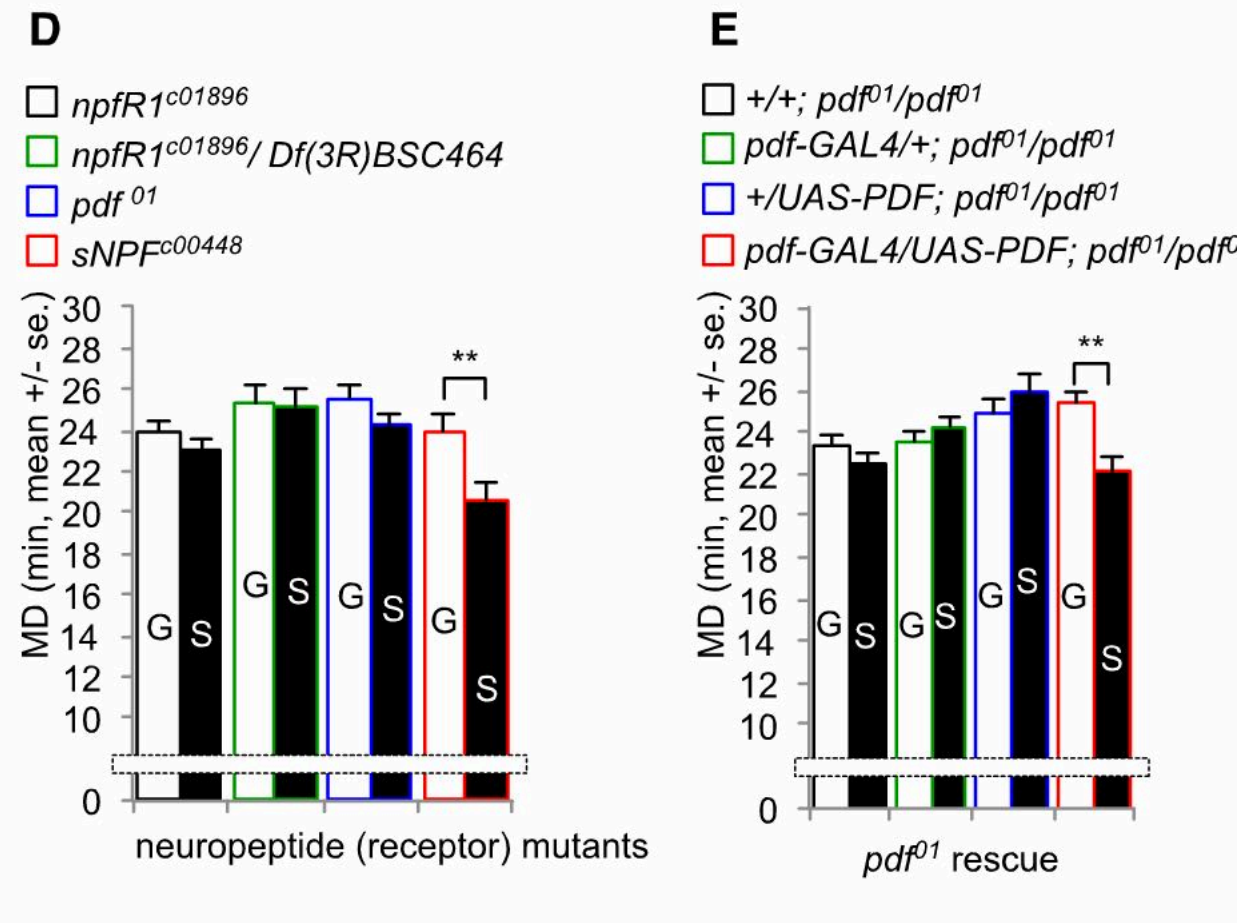 D
npfR1c01896
npfR1c01896/ Df(3R)BSC464
pdf 01
sNPFc00448
MD (min, mean +/- se.)
30
28
26
24
22
20
18
16
14
12
10
0
**
G
S
G
S
G
S
G
S
neuropeptide (receptor) mutants
E
+/+; pdf01/pdf01
pdf-GAL4/+; pdf01/pdf01
+/UAS-PDF; pdf01/pdf01
pdf-GAL4/UAS-PDF; pdf01/pdf0
MD (min, mean +/- se.)
30
28
26
24
22
20
18
16
14
12
10
0
**
G
S
G
S
G
S
G
S
pdf01 rescue